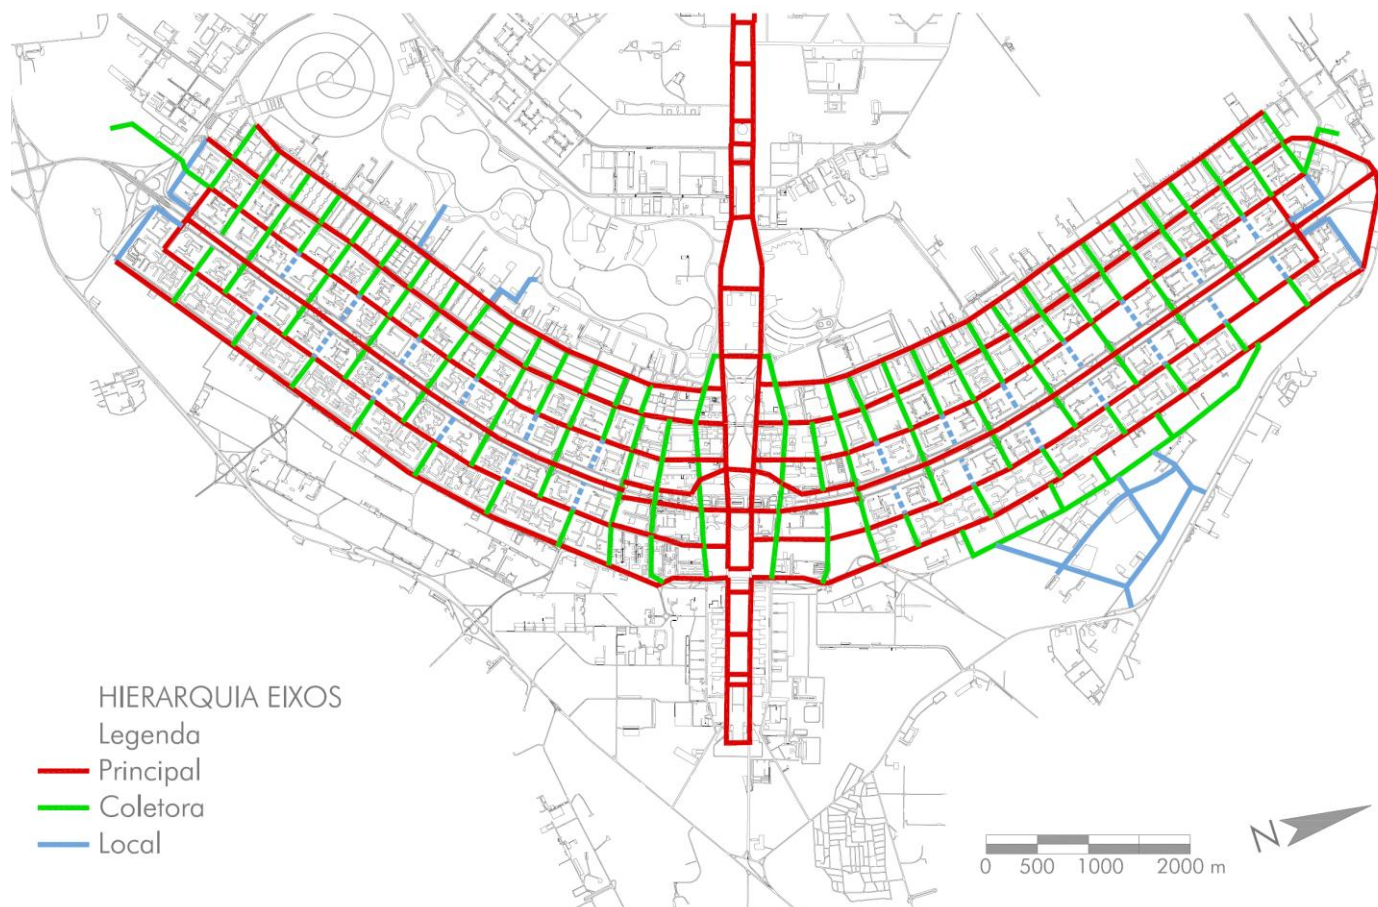 HIERARQUIA EIXOS
Legenda
Principal
Coletora
Local
0 500 1000 2000 m
N